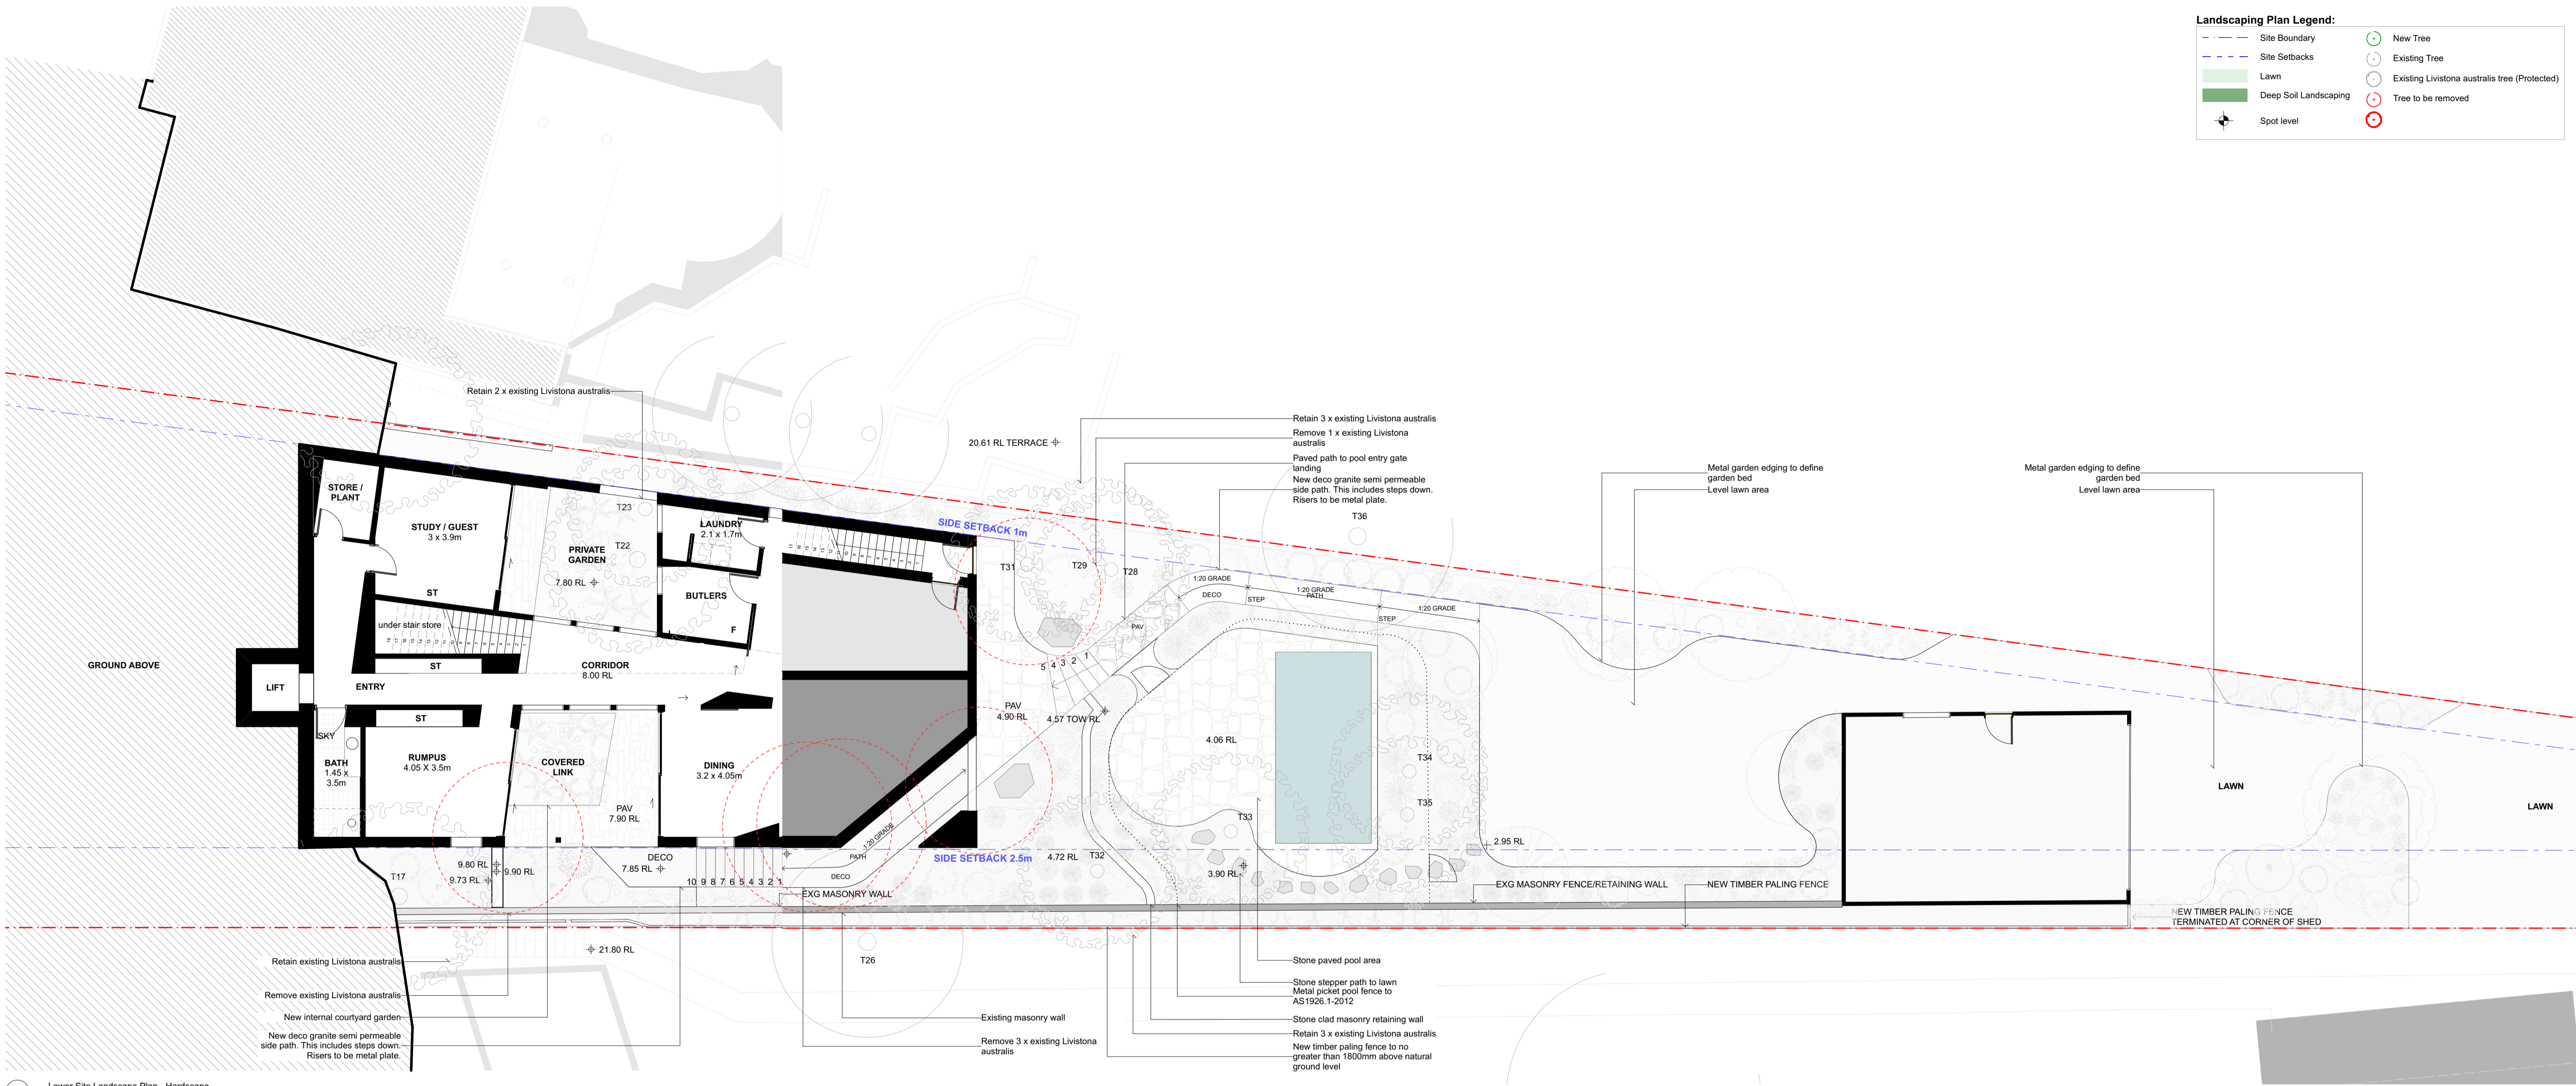 Landscaping Plan Legend:
Site Boundary
New Tree
Site Setbacks
Existing Tree
Lawn
Existing Livistona australis tree (Protected)
Deep Soil Landscaping
Tree to be removed
Spot level
Retain 2 x existing Livistona australis
Retain 3 x existing Livistona australis
Remove 1 x existing Livistona
australis
20.61 RL TERRACE
Paved path to pool entry gate
landing
New deco granite semi permeable
side path. This includes steps down.
Risers to be metal plate.
Metal garden edging to define
garden bed
Level lawn area
Metal garden edging to define
garden bed
Level lawn area
STORE /
PLANT
STUDY / GUEST
3 x 3.9m
ST
T23
T22
PRIVATE
GARDEN
7.80 RL
LAUNDRY
2.1 x 1.7m
BUTLERS
F
SIDE SETBACK 1m
T31
T29
T28
T36
1:20 GRADE
DECO
STEP
1:20 GRADE
PATH
1:20 GRADE
STEP
PAV
5 4 3 2 1
under stair store
GROUND ABOVE
ST
CORRIDOR
8.00 RL
LIFT
ENTRY
ST
SKY
BATH
1.45 x
3.5m
RUMPUS
4.05 X 3.5m
COVERED
LINK
PAV
7.90 RL
DINING
3.2 x 4.05m
PAV
4.90 RL
4.57 TOW RL
4.06 RL
T34
T35
T33
LAWN
LAWN
1:20 GRADE
PATH
DECO
SIDE SETBACK 2.5m
4.72 RL
T32
3.90 RL
2.95 RL
T17
9.80 RL
9.73 RL
9.90 RL
DECO
7.85 RL
10 9 8 7 6 5 4 3 2 1
EXG MASONRY WALL
EXG MASONRY FENCE/RETAINING WALL
NEW TIMBER PALING FENCE
NEW TIMBER PALING FENCE
TERMINATED AT CORNER OF SHED
21.80 RL
T26
Retain existing Livistona australis
Remove existing Livistona australis
New internal courtyard garden
New deco granite semi permeable
side path. This includes steps down.
Risers to be metal plate.
Existing masonry wall
Remove 3 x existing Livistona
australis
Stone paved pool area
Stone stepper path to lawn
Metal picket pool fence to
AS1926.1-2012
Stone clad masonry retaining wall
Retain 3 x existing Livistona australis
New timber paling fence to no
greater than 1800mm above natural
ground level
Lower Site Landscape Plan - Hardscape